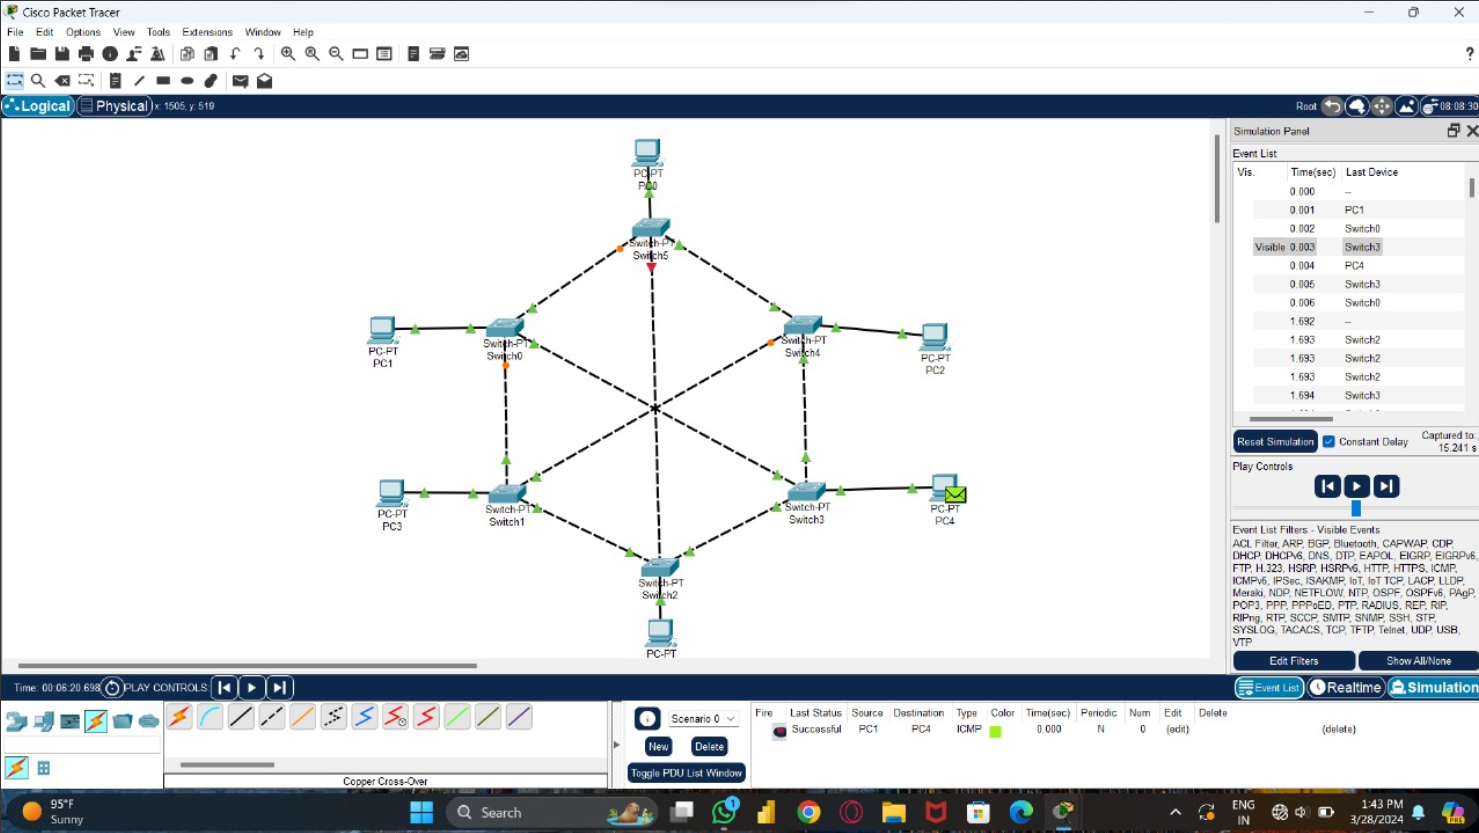 Cisco Packet Tracer
File Edit Options View Tools Extensions Window Help
?
Logical Physical x: 1505, y: 519 Root 08:08:30
Simulation Panel
Event List
Vis. Time(sec) Last Device
0.000 --
0.001 PC1
0.002 Switch0
Visible 0.003 Switch3
0.004 PC4
0.005 Switch3
0.006 Switch0
1.692 --
1.693 Switch2
1.693 Switch2
1.693 Switch2
1.694 Switch3
Reset Simulation Constant Delay Captured to:
15.241 s
Play Controls
Event List Filters - Visible Events
ACL Filter, ARP, BGP, Bluetooth, CAPWAP, CDP,
DHCP, DHCPv6, DNS, DTP, EAPOL, EIGRP, EIGRPv6,
FTP, H.323, HSRP, HSRPv6, HTTP, HTTPS, ICMP,
ICMPv6, IPSec, ISAKMP, IoT, IoT TCP, LACP, LLDP,
Meraki, NDP, NETFLOW, NTP, OSPF, OSPFv6, PAgP,
POP3, PPP, PPPoED, PTP, RADIUS, REP, RIP,
RIPng, RTP, SCCP, SMTP, SNMP, SSH, STP,
SYSLOG, TACACS, TCP, TFTP, Telnet, UDP, USB,
VTP
Edit Filters Show All/None
Event List Realtime Simulation
PC-PT
PC0
Switch-PT
Switch5
PC-PT
PC1
Switch-PT
Switch0
Switch-PT
Switch4
PC-PT
PC2
PC-PT
PC3
Switch-PT
Switch1
Switch-PT
Switch3
PC-PT
PC4
Switch-PT
Switch2
PC-PT
Time: 00:06:20.698 PLAY CONTROLS:
Copper Cross-Over
Scenario 0
New Delete
Toggle PDU List Window
Fire Last Status Source Destination Type Color Time(sec) Periodic Num Edit Delete
Successful PC1 PC4 ICMP 0.000 N 0 (edit) (delete)
95°F
Sunny
Search
1
ENG
IN
1:43 PM
3/28/2024
PRE